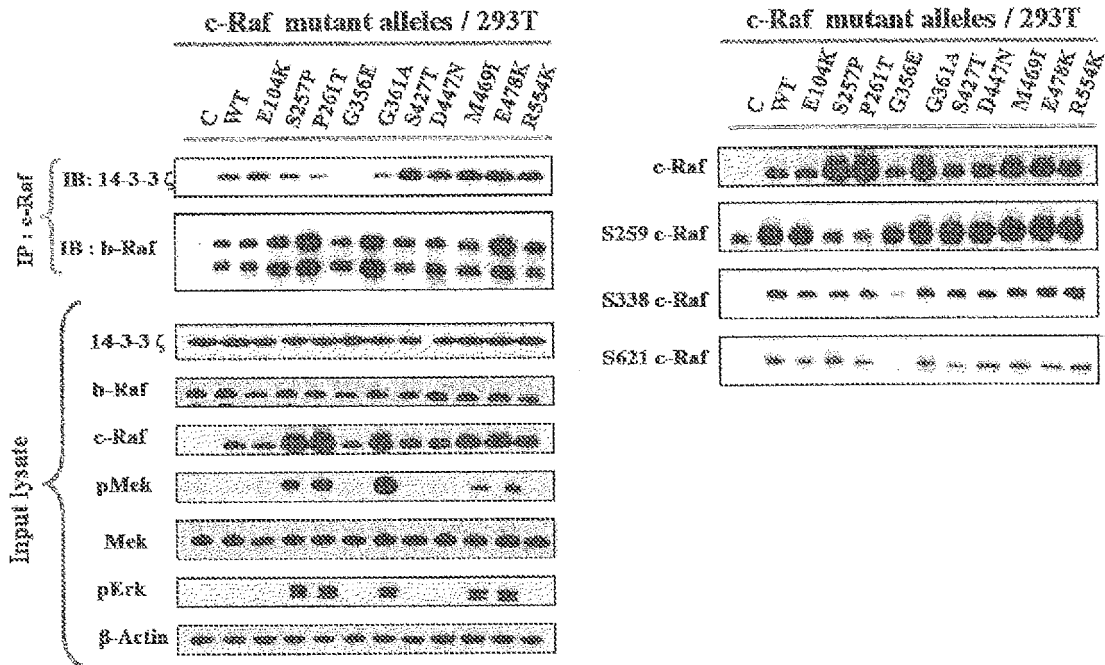 c-Raf mutant alleles / 293T
C WT E104K S257P P261T G356E G361A S427T D447N M469I E478K R554K
IP : c-Raf
IB: 14-3-3 ζ
IB : b-Raf
Input lysate
14-3-3 ζ
b-Raf
c-Raf
pMek
Mek
pErk
β-Actin
c-Raf mutant alleles / 293T
C WT E104K S257P P261T G356E G361A S427T D447N M469I E478K R554K
c-Raf
S259 c-Raf
S338 c-Raf
S621 c-Raf